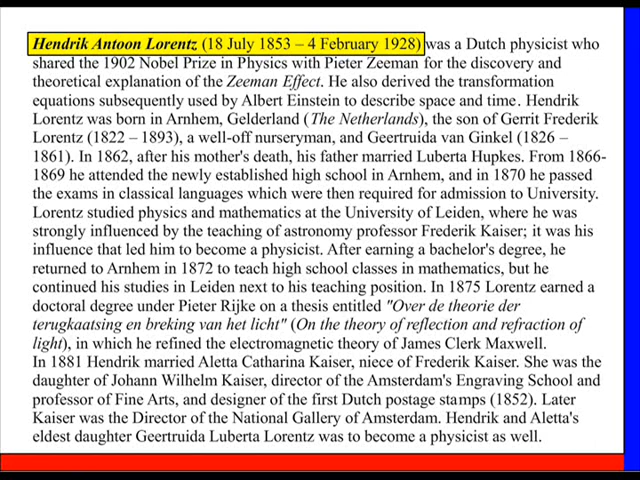 Hendrik Antoon Lorentz (18 July 1853 – 4 February 1928) was a Dutch physicist who
shared the 1902 Nobel Prize in Physics with Pieter Zeeman for the discovery and
theoretical explanation of the Zeeman Effect. He also derived the transformation
equations subsequently used by Albert Einstein to describe space and time. Hendrik
Lorentz was born in Arnhem, Gelderland (The Netherlands), the son of Gerrit Frederik
Lorentz (1822 – 1893), a well-off nurseryman, and Geertruida van Ginkel (1826 –
1861). In 1862, after his mother's death, his father married Luberta Hupkes. From 1866-
1869 he attended the newly established high school in Arnhem, and in 1870 he passed
the exams in classical languages which were then required for admission to University.
Lorentz studied physics and mathematics at the University of Leiden, where he was
strongly influenced by the teaching of astronomy professor Frederik Kaiser; it was his
influence that led him to become a physicist. After earning a bachelor's degree, he
returned to Arnhem in 1872 to teach high school classes in mathematics, but he
continued his studies in Leiden next to his teaching position. In 1875 Lorentz earned a
doctoral degree under Pieter Rijke on a thesis entitled "Over de theorie der
terugkaatsing en breking van het licht" (On the theory of reflection and refraction of
light), in which he refined the electromagnetic theory of James Clerk Maxwell.
In 1881 Hendrik married Aletta Catharina Kaiser, niece of Frederik Kaiser. She was the
daughter of Johann Wilhelm Kaiser, director of the Amsterdam's Engraving School and
professor of Fine Arts, and designer of the first Dutch postage stamps (1852). Later
Kaiser was the Director of the National Gallery of Amsterdam. Hendrik and Aletta's
eldest daughter Geertruida Luberta Lorentz was to become a physicist as well.